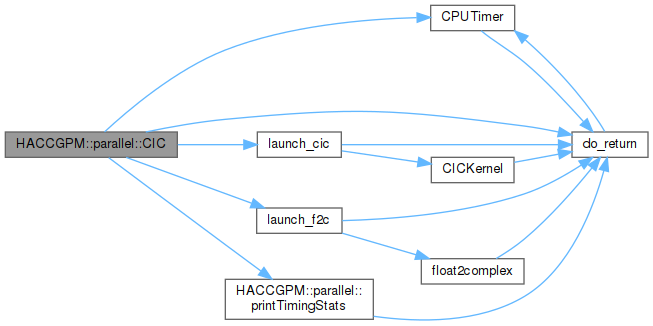 CPUTimer
HACCGPM::parallel::CIC
launch_cic
do_return
CICKernel
launch_f2c
float2complex
HACCGPM::parallel::
printTimingStats